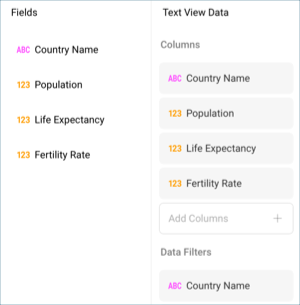 Fields
ABC Country Name
123 Population
123 Life Expectancy
123 Fertility Rate
Text View Data
Columns
ABC Country Name
123 Population
123 Life Expectancy
123 Fertility Rate
Add Columns +
Data Filters
ABC Country Name